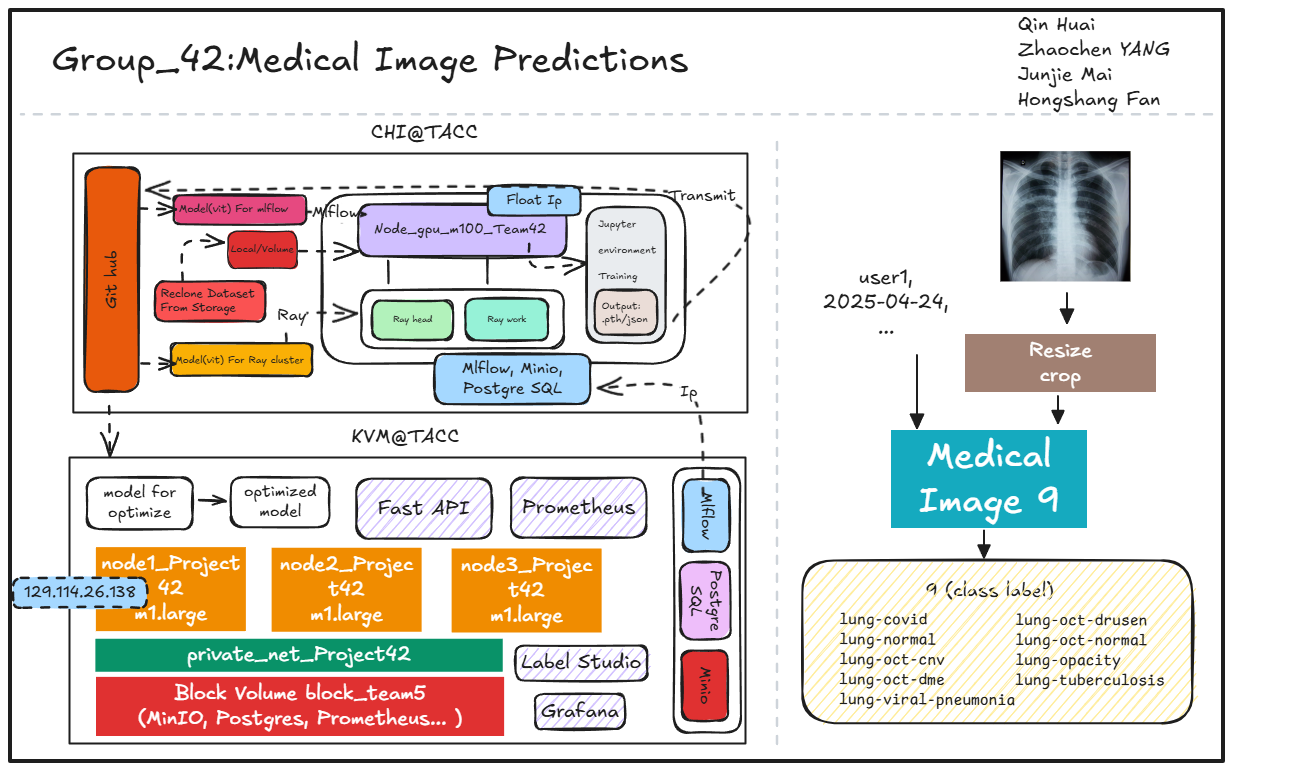 Group_42:Medical Image Predictions
Qin Huai
Zhaochen YANG
Junjie Mai
Hongshang Fan
CHI@TACC
Git hub
Model(vit) For mlflow
Mlflow
Local/Volume
Reclone Dataset
From Storage
Ray
Model(vit) For Ray cluster
Float Ip
Node_gpu_m100_Team42
Ray head
Ray work
Jupyter
environment
Training
Output:
.pth/json
Transmit
Mlflow, Minio,
Postgre SQL
Ip
KVM@TACC
model for
optimize
optimized
model
Fast API
Prometheus
node1_Project
42
m1.large
129.114.26.138
node2_Projec
t42
m1.large
node3_Projec
t42
m1.large
private_net_Project42
Block Volume block_team5
(MinIO, Postgres, Prometheus... )
Label Studio
Grafana
Mlflow
Postgre
SQL
Minio
user1,
2025-04-24,
...
Resize
crop
Medical
Image 9
9 (class label)
lung-covid
lung-normal
lung-oct-cnv
lung-oct-dme
lung-viral-pneumonia
lung-oct-drusen
lung-oct-normal
lung-opacity
lung-tuberculosis